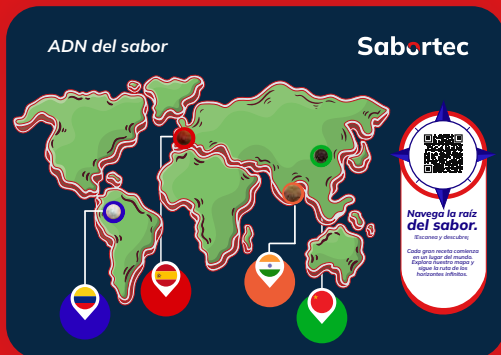 ADN del sabor
Sabortec
Navega la raíz
del sabor.
!Escanea y descubre¡
Cada gran receta comienza
en un lugar del mundo.
Explora nuestro mapa y
sigue la ruta de los
horizontes infinitos.